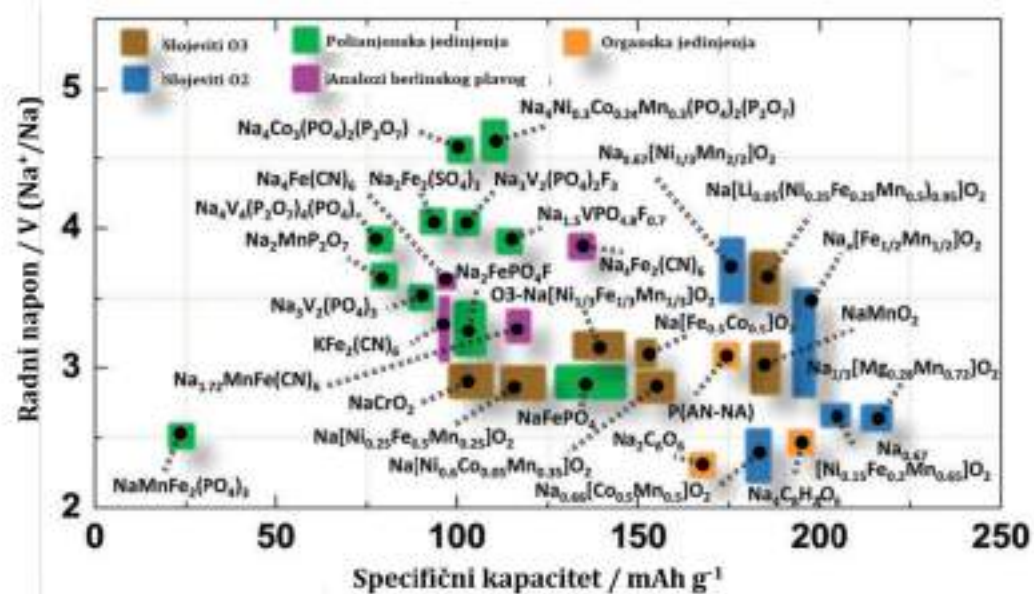 Slojeviti O3
Polianjonska jedinjenja
Organska jedinjenja
Slojeviti O2
Analozi berlinskog plavog
5
4
3
2
Radni napon / V (Na⁺/Na)
Na₄Ni₀.₃Co₀.₂₄Mn₀.₃(PO₄)₂(P₂O₇)
Na₄Co₃(PO₄)₂(P₂O₇)
Na₀.₆₇[Ni₁/₃Mn₂/₃]O₂
Na₄Fe(CN)₆
Na₂Fe₂(SO₄)₃
Na₃V₂(PO₄)₂F₃
Na[Li₀.₀₅(Ni₀.₂₅Fe₀.₂₅Mn₀.₅)₀.₉₅]O₂
Na₄V₄(P₂O₇)₄(PO₄)
Na₁.₅VPO₄.₈F₀.₇
Na₂MnP₂O₇
Naₓ[Fe₁/₂Mn₁/₂]O₂
Na₄Fe₂(CN)₆
Na₂FePO₄F
O3-Na[Ni₁/₃Fe₁/₃Mn₁/₃]O₂
Na₃V₂(PO₄)₃
Na[Fe₀.₅Co₀.₅]O₂
NaMnO₂
KFe₂(CN)₆
Na₁.₇₂MnFe(CN)₆
Na₂/₃[Mg₀.₂₈Mn₀.₇₂]O₂
NaCrO₂
NaFePO₄
P(AN-NA)
Na[Ni₀.₂₅Fe₀.₅Mn₀.₂₅]O₂
Na₂C₆O₆
Na₀.₆₇
[Ni₀.₁₅Fe₀.₂Mn₀.₆₅]O₂
Na[Ni₀.₆Co₀.₀₅Mn₀.₃₅]O₂
NaMnFe₂(PO₄)₃
Na₀.₆₆[Co₀.₅Mn₀.₅]O₂
Na₄C₈H₂O₆
0
50
100
150
200
250
Specifični kapacitet / mAh g⁻¹